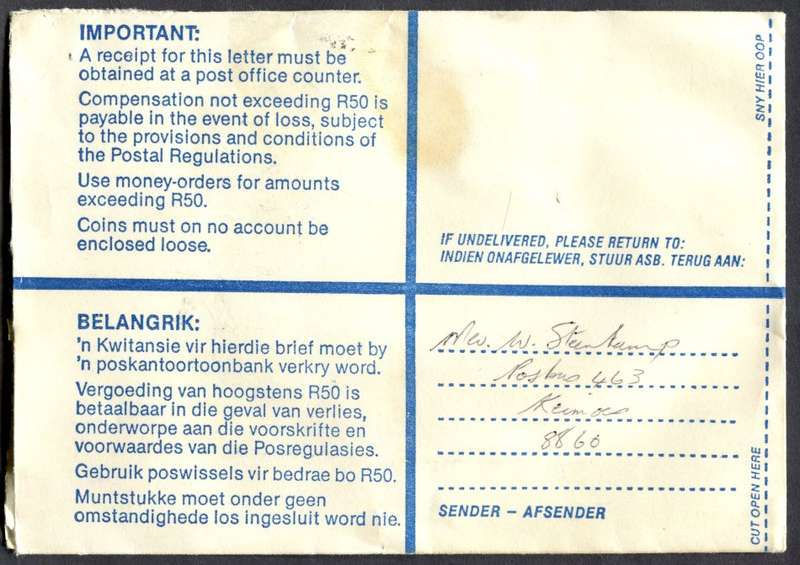 IMPORTANT:
A receipt for this letter must be
obtained at a post office counter.
Compensation not exceeding R50 is
payable in the event of loss, subject
to the provisions and conditions of
the Postal Regulations.
Use money-orders for amounts
exceeding R50.
Coins must on no account be
enclosed loose.
IF UNDELIVERED, PLEASE RETURN TO:
INDIEN ONAFGELEWER, STUUR ASB. TERUG AAN:
SNY HIER OOP
BELANGRIK:
'n Kwitansie vir hierdie brief moet by
'n poskantoortoonbank verkry word.
Vergoeding van hoogstens R50 is
betaalbaar in die geval van verlies,
onderworpe aan die voorskrifte en
voorwaardes van die Posregulasies.
Gebruik poswissels vir bedrae bo R50.
Muntstukke moet onder geen
omstandighede los ingesluit word nie.
Mev. W. Steenkamp
Posbus 463
Keimoes
8860
SENDER – AFSENDER
CUT OPEN HERE